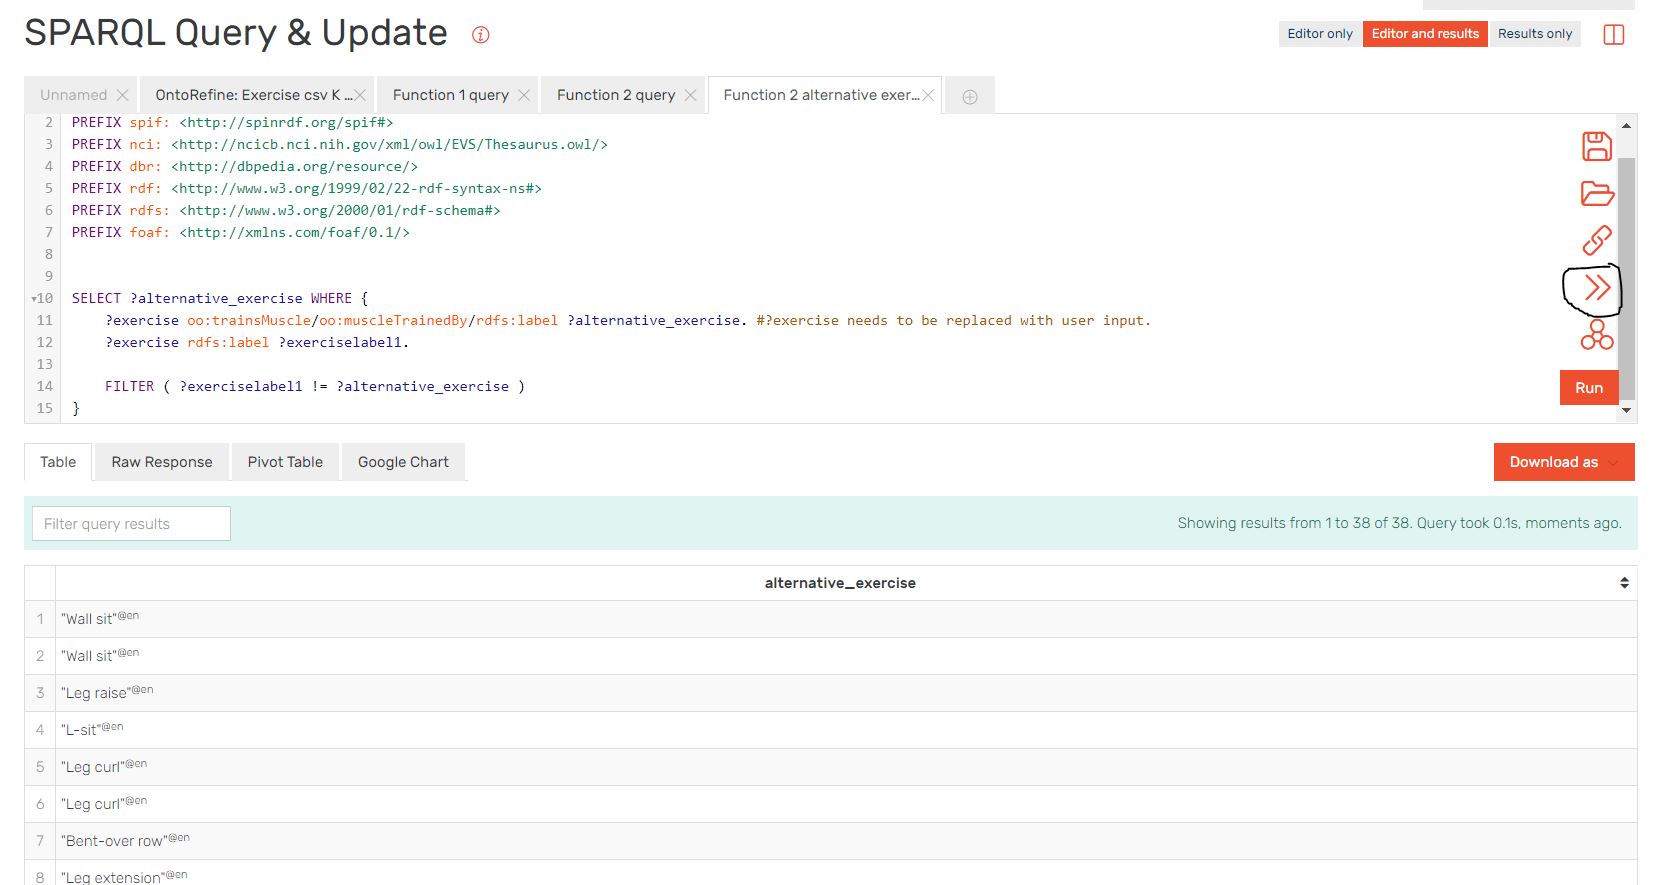 SPARQL Query & Update
Editor only Editor and results Results only
Unnamed OntoRefine: Exercise csv K ... Function 1 query Function 2 query Function 2 alternative exer...
2 PREFIX spif: <http://spinrdf.org/spif#>
3 PREFIX nci: <http://ncicb.nci.nih.gov/xml/owl/EVS/Thesaurus.owl/>
4 PREFIX dbr: <http://dbpedia.org/resource/>
5 PREFIX rdf: <http://www.w3.org/1999/02/22-rdf-syntax-ns#>
6 PREFIX rdfs: <http://www.w3.org/2000/01/rdf-schema#>
7 PREFIX foaf: <http://xmlns.com/foaf/0.1/>
8
9
10 SELECT ?alternative_exercise WHERE {
11 ?exercise oo:trainsMuscle/oo:muscleTrainedBy/rdfs:label ?alternative_exercise. #?exercise needs to be replaced with user input.
12 ?exercise rdfs:label ?exerciselabel1.
13
14 FILTER ( ?exerciselabel1 != ?alternative_exercise )
15 }
Run
Table Raw Response Pivot Table Google Chart Download as
Filter query results Showing results from 1 to 38 of 38. Query took 0.1s, moments ago.
alternative_exercise
1 "Wall sit"@en
2 "Wall sit"@en
3 "Leg raise"@en
4 "L-sit"@en
5 "Leg curl"@en
6 "Leg curl"@en
7 "Bent-over row"@en
8 "Leg extension"@en